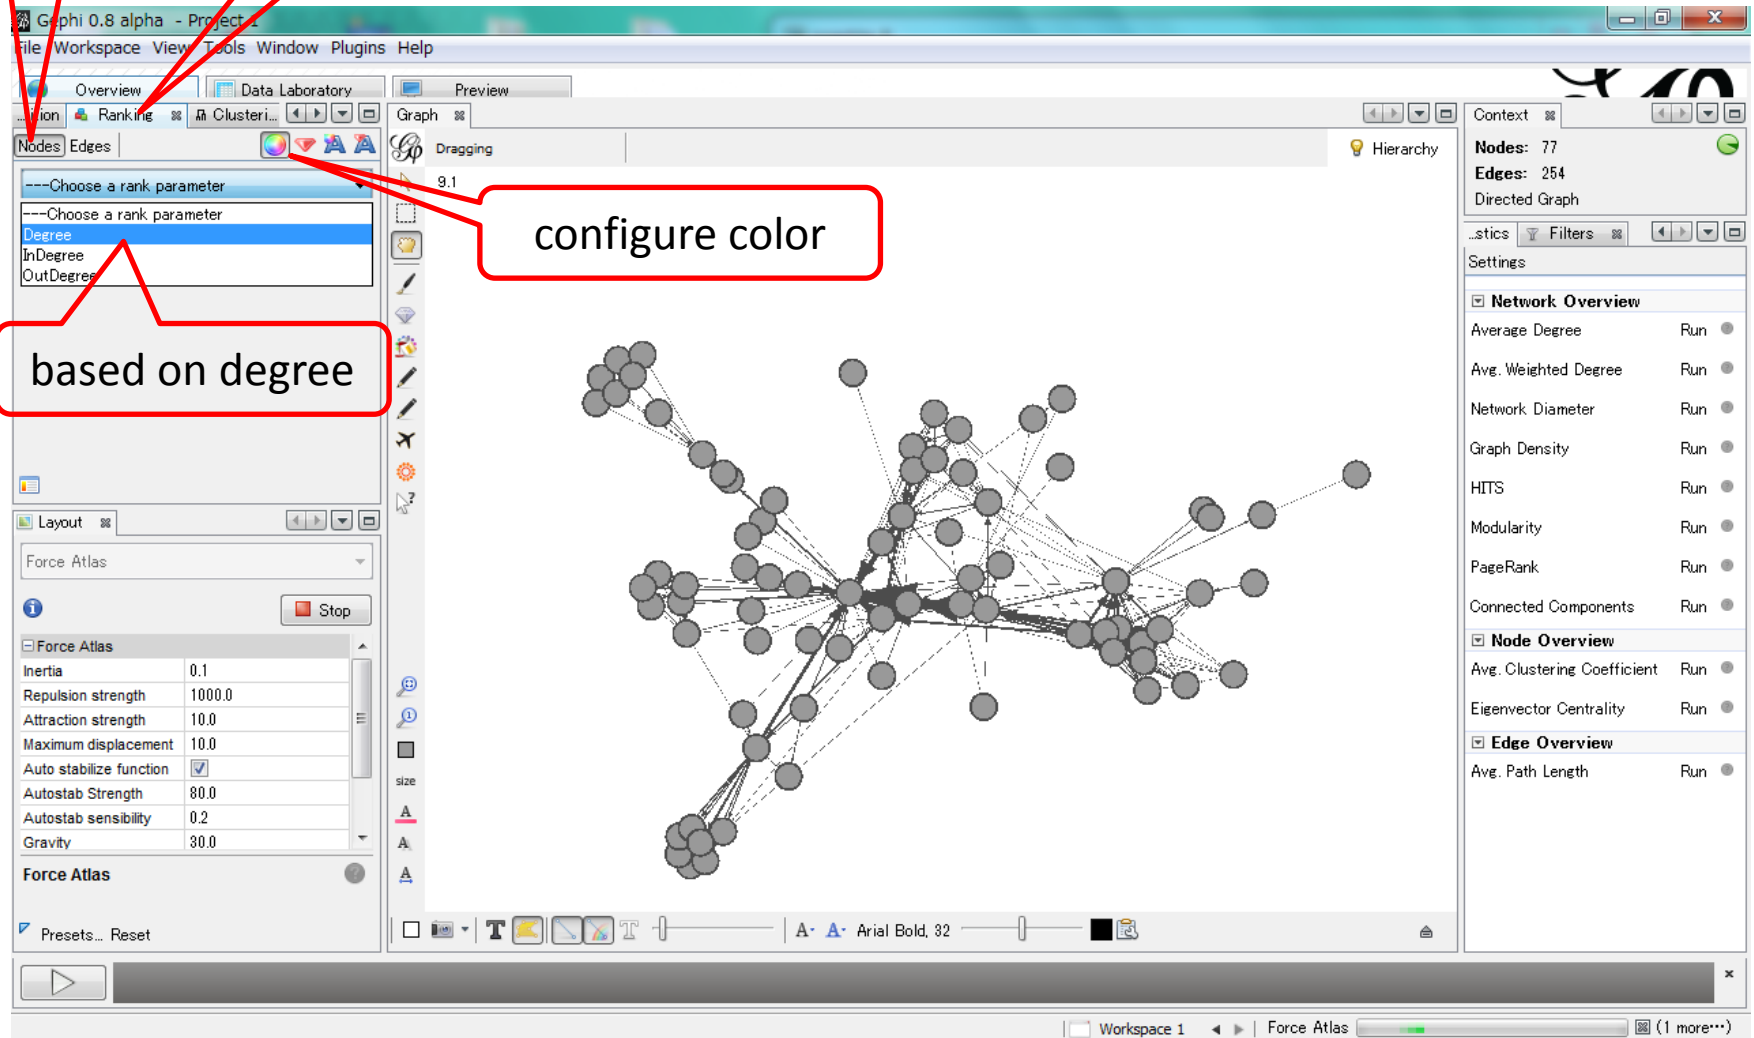 Gephi 0.8 alpha - Project 1
File Workspace View Tools Window Plugins Help
Overview Data Laboratory Preview
...ition Ranking Clusteri...
Nodes Edges
---Choose a rank parameter
---Choose a rank parameter
Degree
InDegree
OutDegree
based on degree
configure color
Layout
Force Atlas
Stop
Force Atlas
Inertia 0.1
Repulsion strength 1000.0
Attraction strength 10.0
Maximum displacement 10.0
Auto stabilize function
Autostab Strength 80.0
Autostab sensibility 0.2
Gravity 30.0
Force Atlas
Presets... Reset
Graph
Dragging
Hierarchy
9.1
size
A
A
A
T T A- A- Arial Bold, 32
Context
Nodes: 77
Edges: 254
Directed Graph
...stics Filters
Settings
Network Overview
Average Degree Run
Avg. Weighted Degree Run
Network Diameter Run
Graph Density Run
HITS Run
Modularity Run
PageRank Run
Connected Components Run
Node Overview
Avg. Clustering Coefficient Run
Eigenvector Centrality Run
Edge Overview
Avg. Path Length Run
Workspace 1 Force Atlas (1 more...)